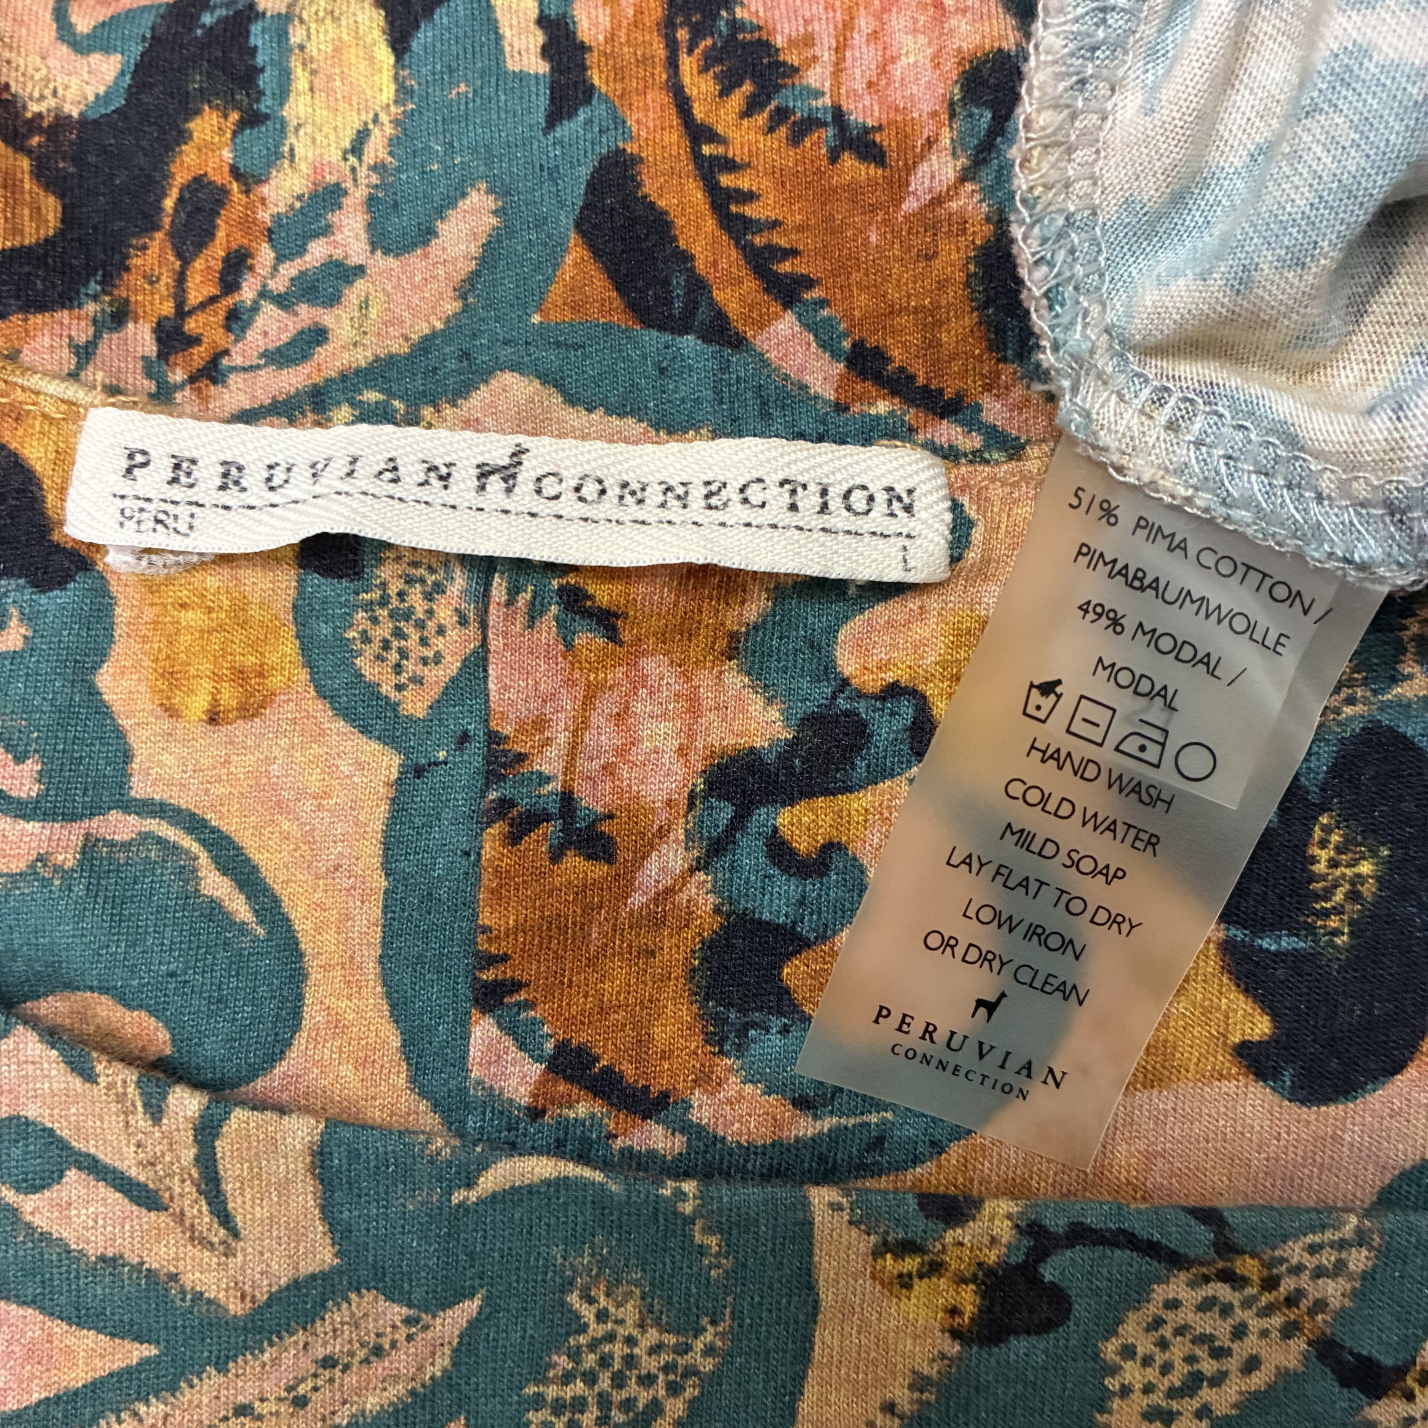 PERUVIAN CONNECTION
PERU
L
51% PIMA COTTON /
PIMABAUMWOLLE
49% MODAL /
MODAL
HAND WASH
COLD WATER
MILD SOAP
LAY FLAT TO DRY
LOW IRON
OR DRY CLEAN
PERUVIAN
CONNECTION